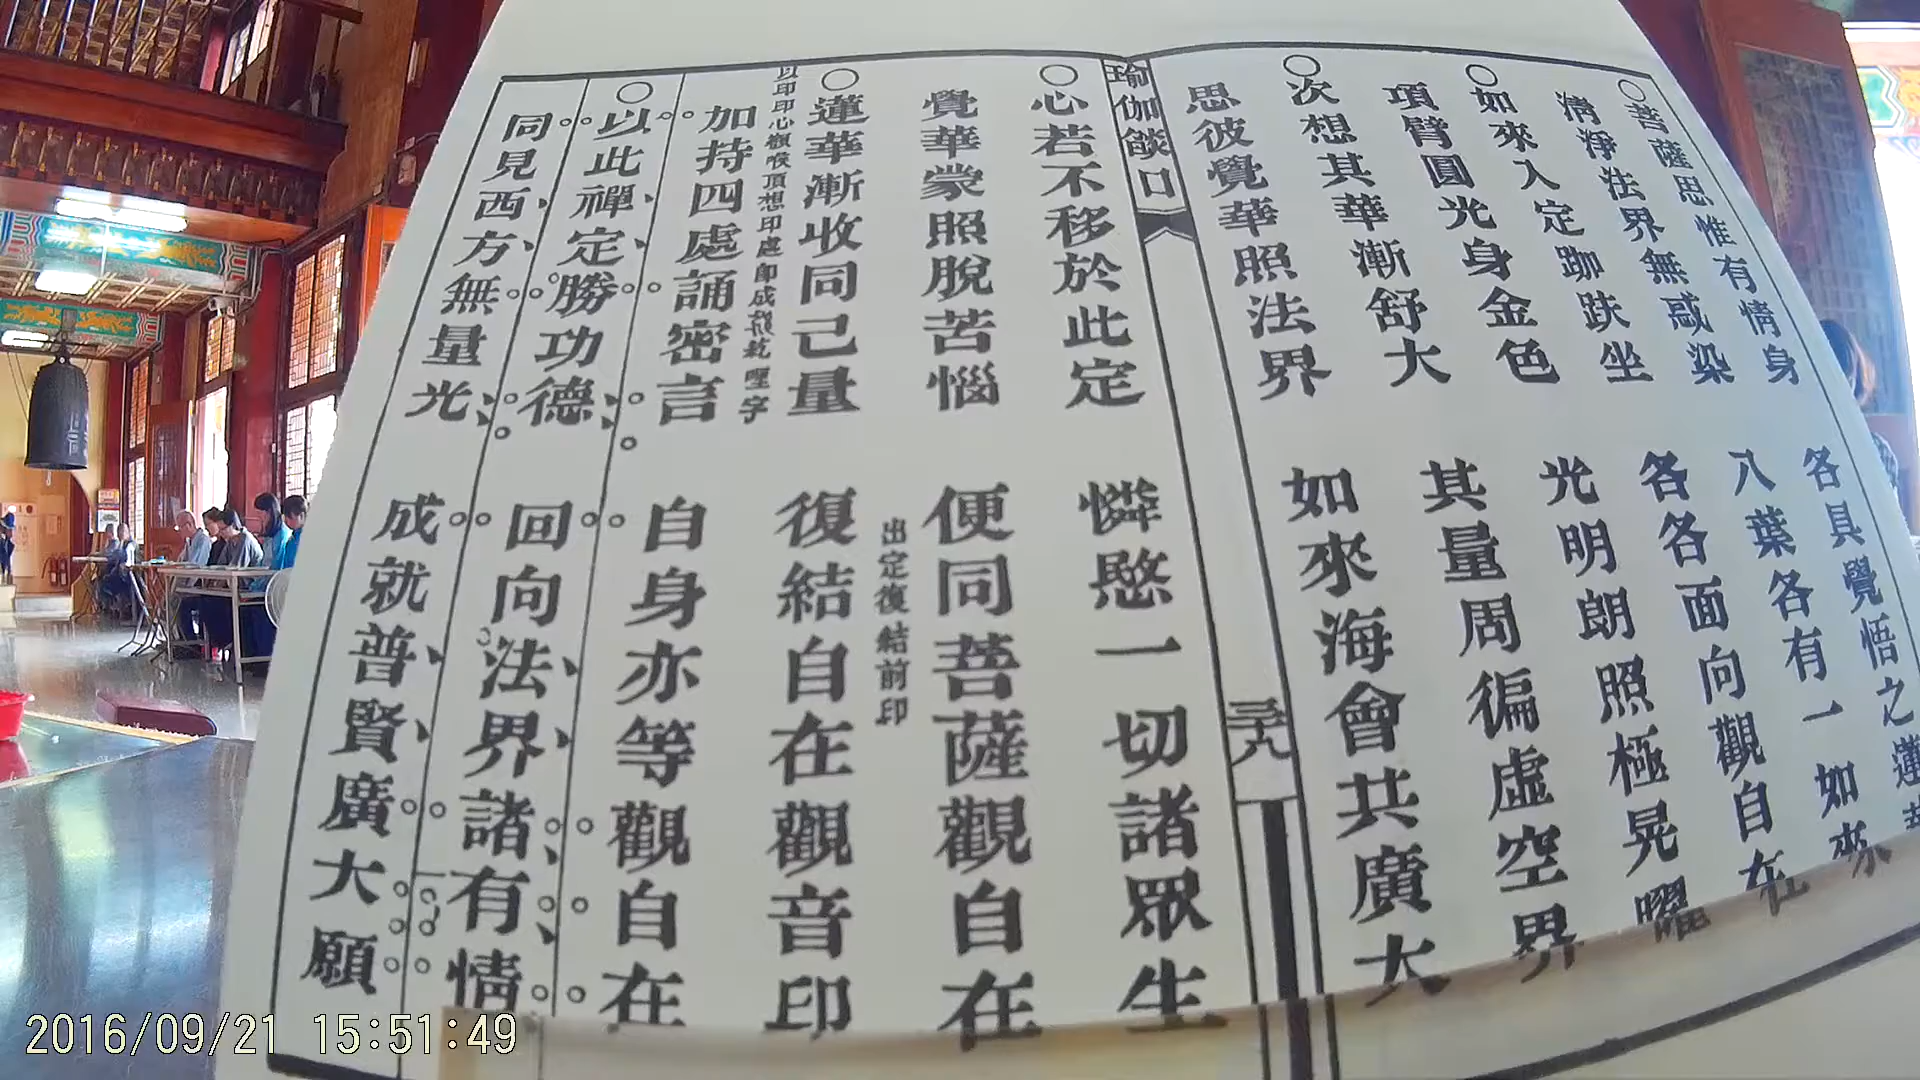 ○菩薩思惟有情身 各具覺悟之蓮華
清淨法界無惑染 八葉各有一如來
○如來入定跏趺坐 各各面向觀自在
項臂圓光身金色 光明朗照極晃曜
○次想其華漸舒大 其量周徧虛空界
思彼覺華照法界 如來海會共廣大
瑜伽燄口 三十八
○心若不移於此定 憐愍一切諸眾生
覺華蒙照脫苦惱 便同菩薩觀自在
出定復結前印
○蓮華漸收同己量 復結自在觀音印
以印印心額喉頂想印處即成
加持四處誦密言 自身亦等觀自在
○以此禪定勝功德 回向法界諸有情
同見西方無量光 成就普賢廣大願
2016/09/21 15:51:49